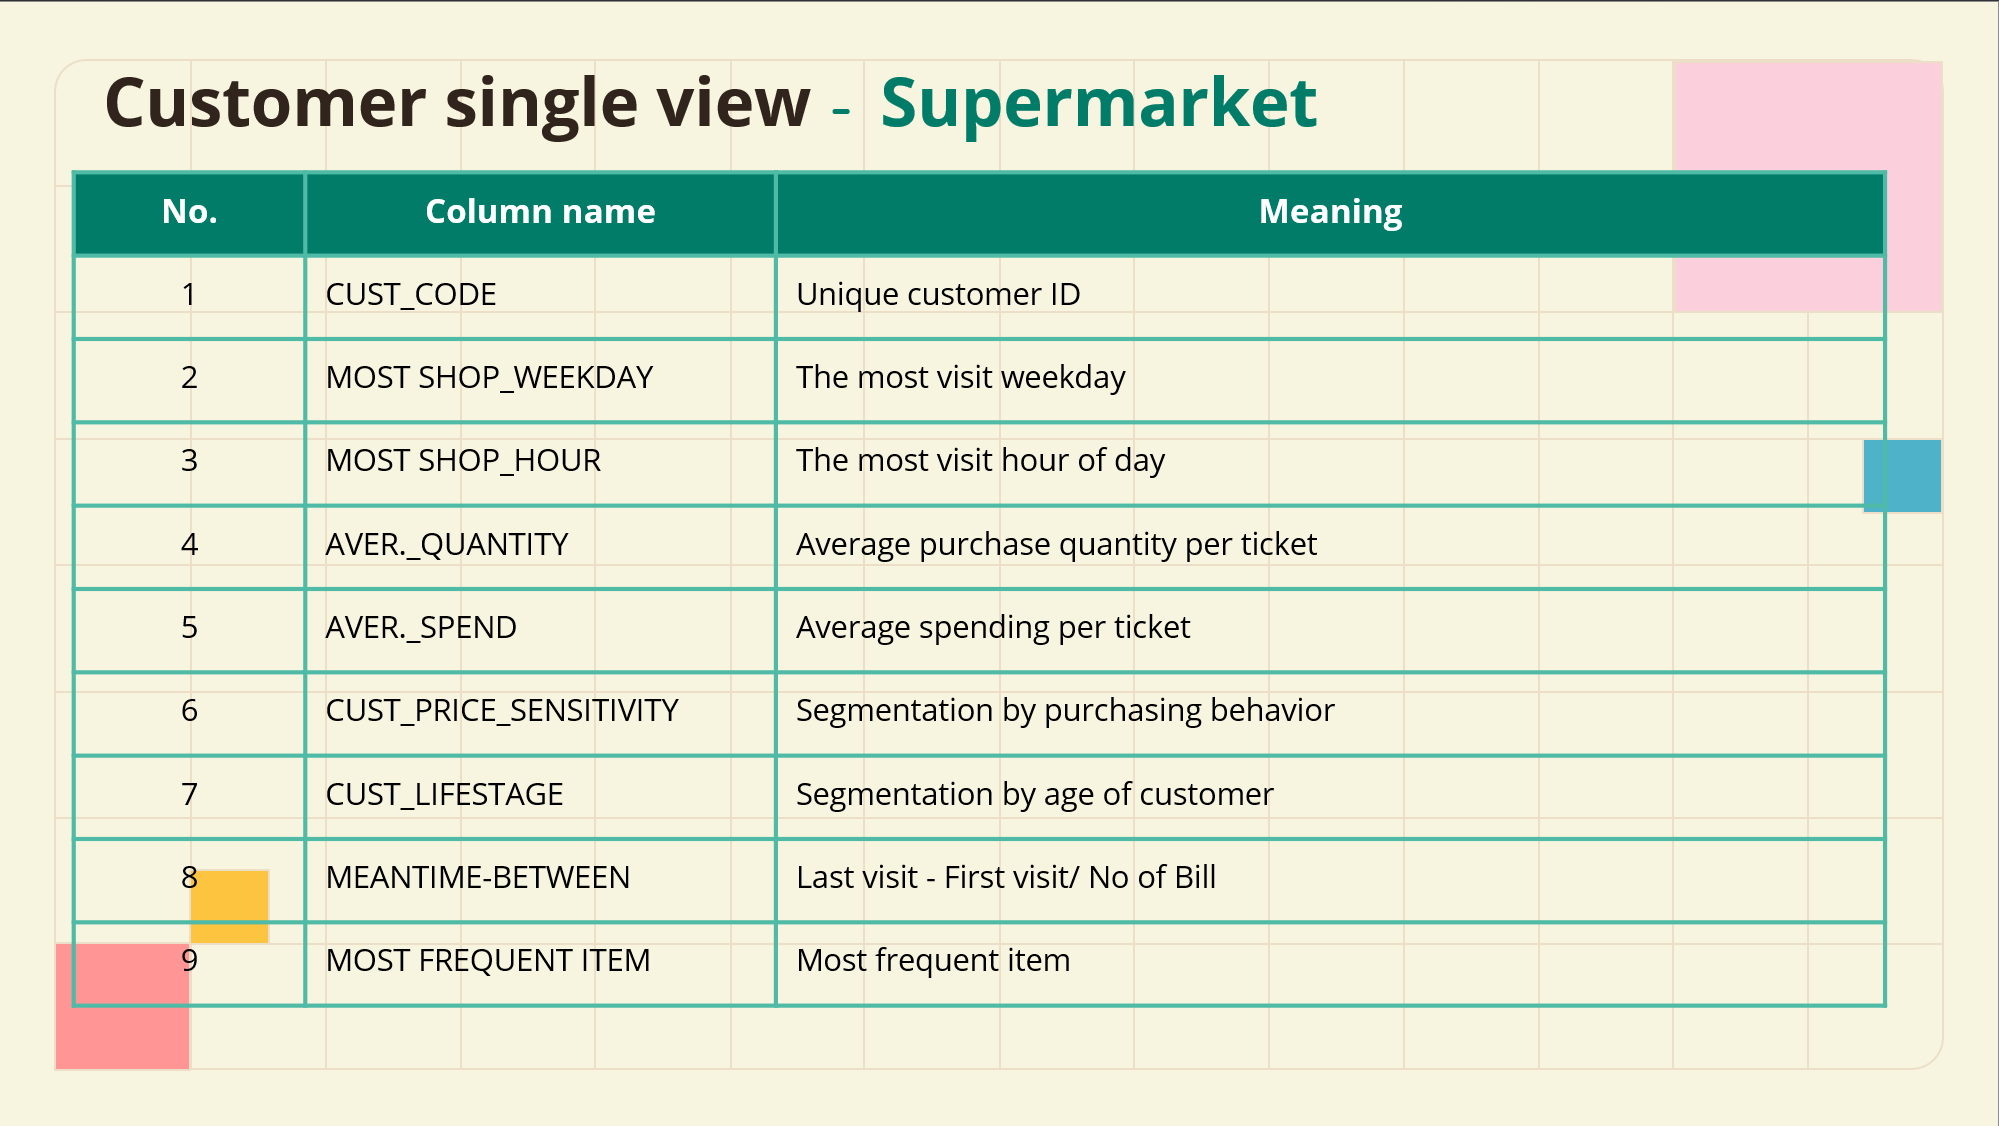 Customer single view - Supermarket
No. Column name Meaning
1 CUST_CODE Unique customer ID
2 MOST SHOP_WEEKDAY The most visit weekday
3 MOST SHOP_HOUR The most visit hour of day
4 AVER._QUANTITY Average purchase quantity per ticket
5 AVER._SPEND Average spending per ticket
6 CUST_PRICE_SENSITIVITY Segmentation by purchasing behavior
7 CUST_LIFESTAGE Segmentation by age of customer
8 MEANTIME-BETWEEN Last visit - First visit/ No of Bill
9 MOST FREQUENT ITEM Most frequent item